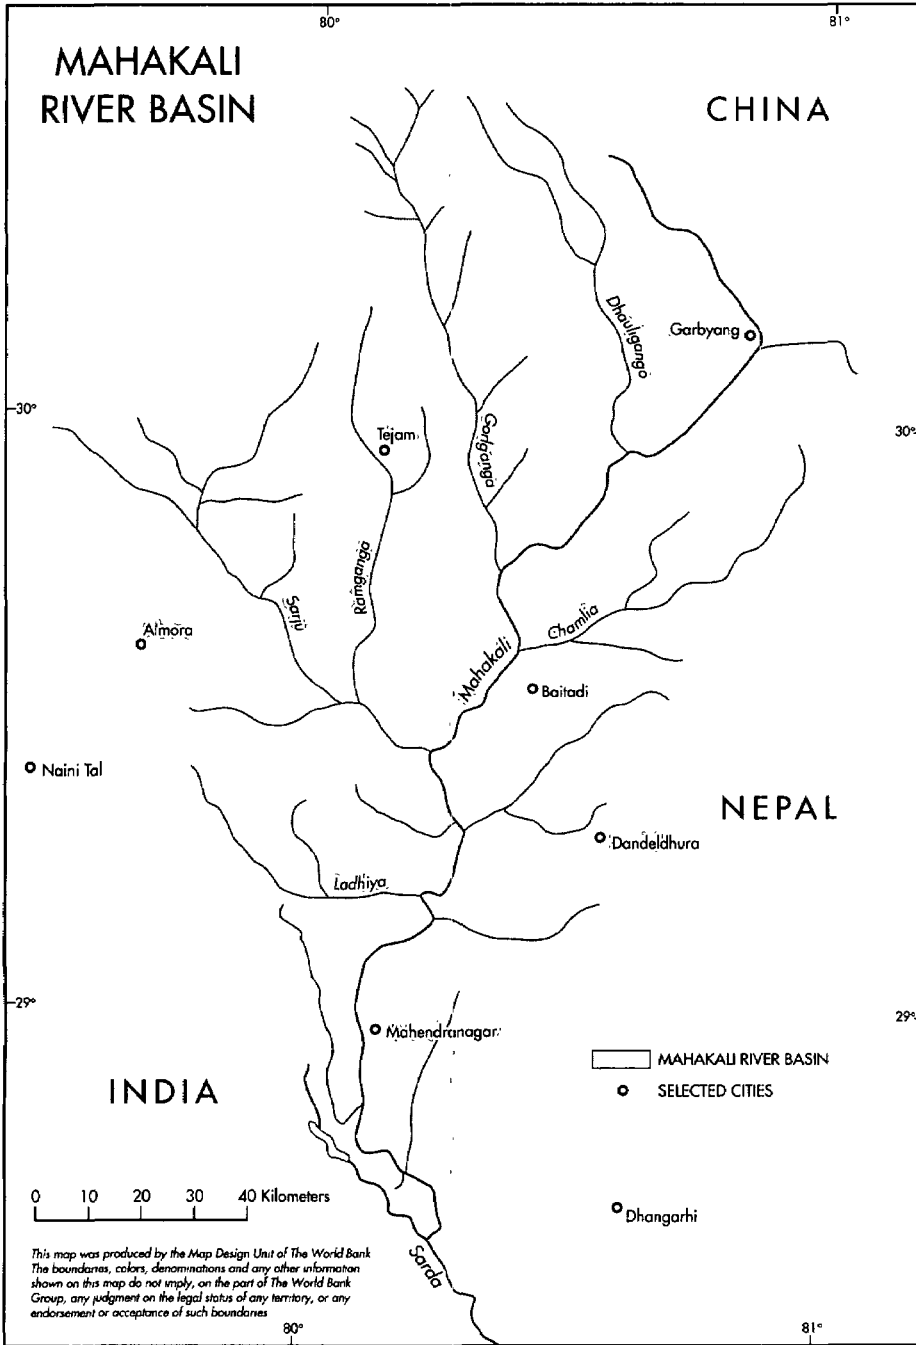 80°
81°
MAHAKALI
RIVER BASIN
CHINA
Dhauligango
Garbyang
30°
30°
Tejam
Goriganga
Ramganga
Sarju
Almora
Chamlia
Mahakali
Baitadi
Naini Tal
NEPAL
Dandeldhura
Ladhiya
29°
29°
Mahendranagar
MAHAKALI RIVER BASIN
INDIA
SELECTED CITIES
0 10 20 30 40 Kilometers
Dhangarhi
This map was produced by the Map Design Unit of The World Bank
The boundaries, colors, denominations and any other information
shown on this map do not imply, on the part of The World Bank
Group, any judgment on the legal status of any territory, or any
endorsement or acceptance of such boundaries
Sarda
80°
81°